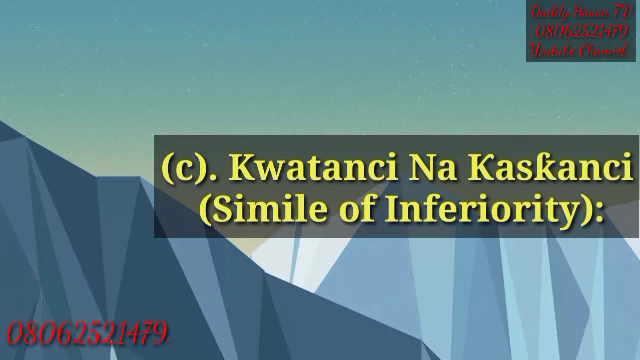 Daddy Hausa TV
08062521479
Youtube Channel
(c). Kwatanci Na Kasƙanci
(Simile of Inferiority):
08062521479